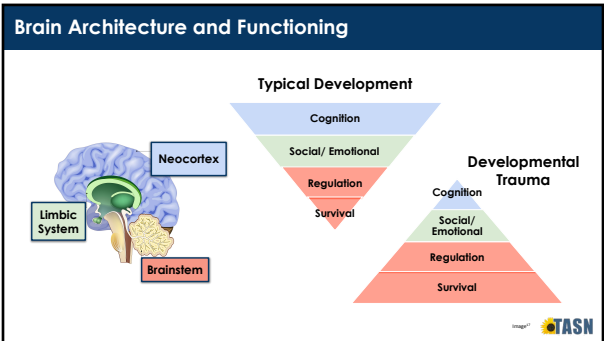 Brain Architecture and Functioning
Typical Development
Cognition
Social/ Emotional
Regulation
Survival
Neocortex
Limbic
System
Brainstem
Developmental
Trauma
Cognition
Social/
Emotional
Regulation
Survival
TASN